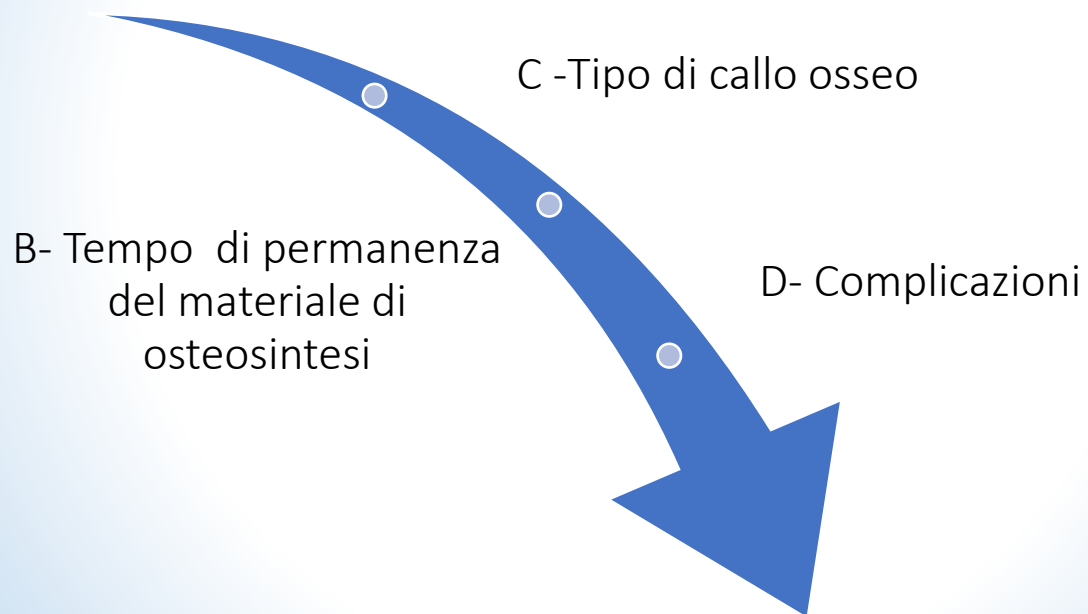 C -Tipo di callo osseo
B- Tempo  di permanenza
del materiale di
osteosintesi
D- Complicazioni